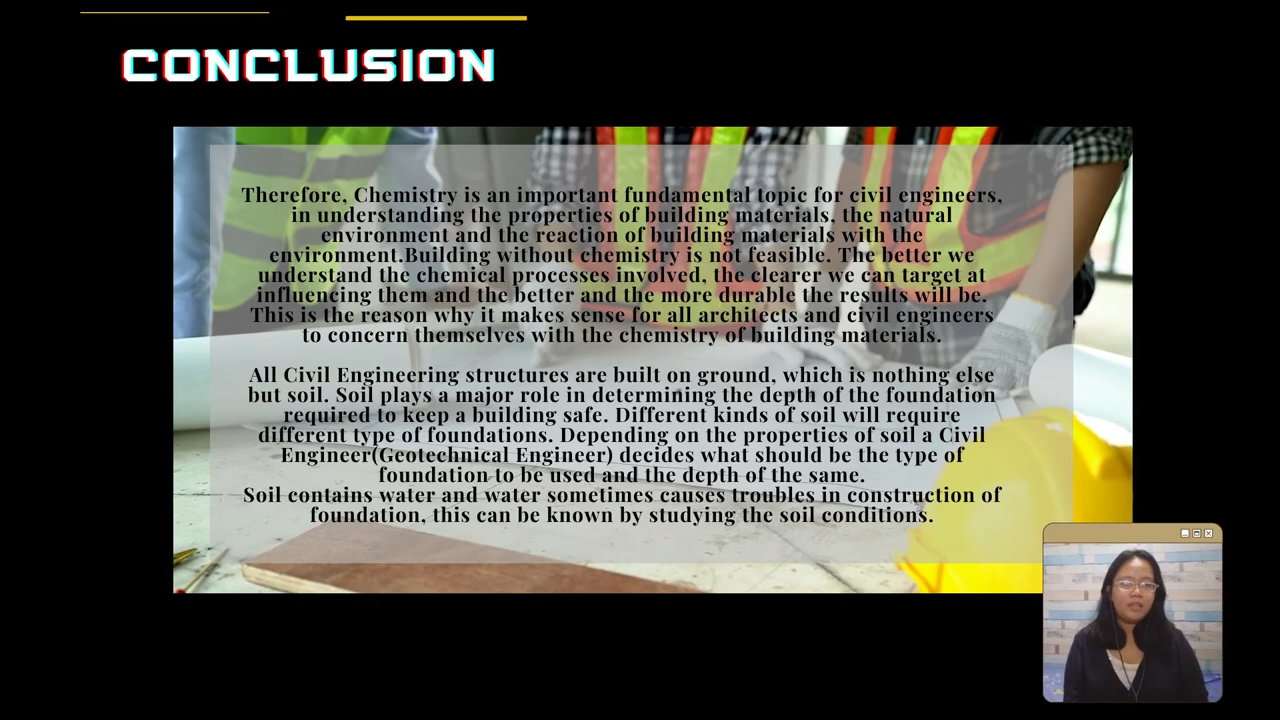 CONCLUSION
Therefore, Chemistry is an important fundamental topic for civil engineers,
in understanding the properties of building materials, the natural
environment and the reaction of building materials with the
environment.Building without chemistry is not feasible. The better we
understand the chemical processes involved, the clearer we can target at
influencing them and the better and the more durable the results will be.
This is the reason why it makes sense for all architects and civil engineers
to concern themselves with the chemistry of building materials.
All Civil Engineering structures are built on ground, which is nothing else
but soil. Soil plays a major role in determining the depth of the foundation
required to keep a building safe. Different kinds of soil will require
different type of foundations. Depending on the properties of soil a Civil
Engineer(Geotechnical Engineer) decides what should be the type of
foundation to be used and the depth of the same.
Soil contains water and water sometimes causes troubles in construction of
foundation, this can be known by studying the soil conditions.